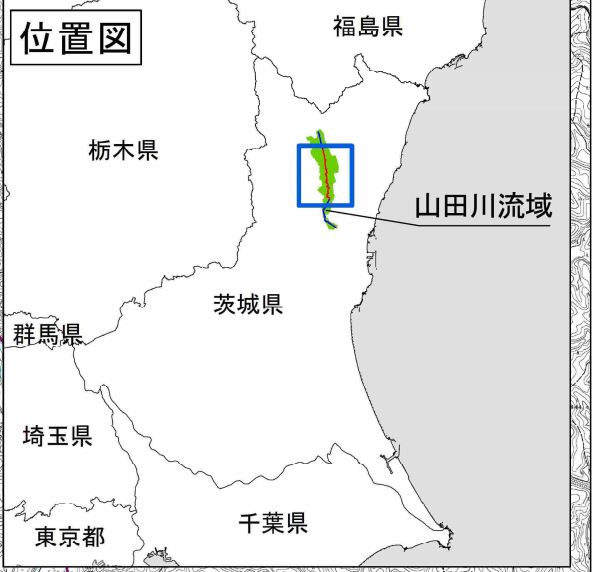 位置図
福島県
栃木県
山田川流域
茨城県
群馬県
埼玉県
千葉県
東京都